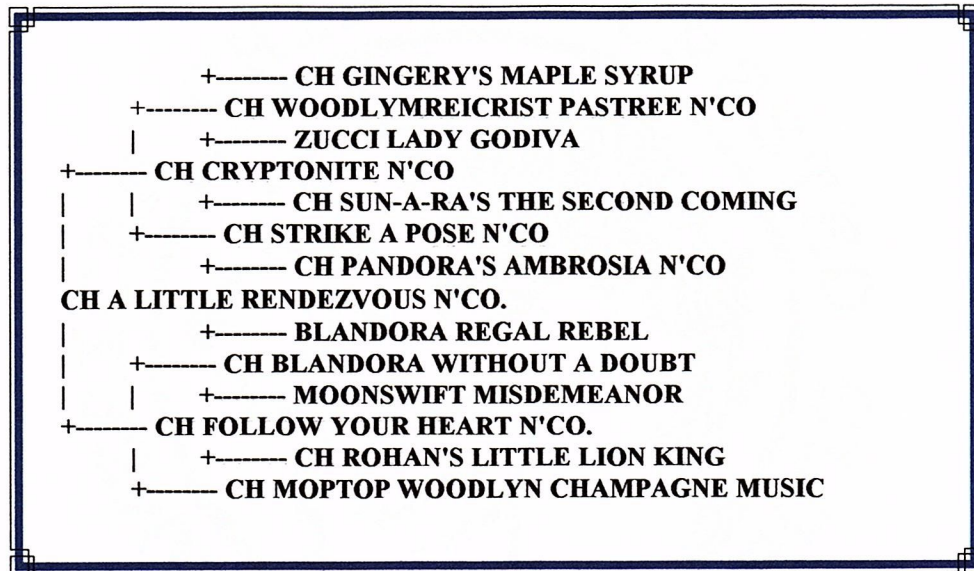 +-------- CH GINGERY'S MAPLE SYRUP
+-------- CH WOODLYMREICRIST PASTREE N'CO
| +-------- ZUCCI LADY GODIVA
+-------- CH CRYPTONITE N'CO
| | +-------- CH SUN-A-RA'S THE SECOND COMING
| +-------- CH STRIKE A POSE N'CO
| +-------- CH PANDORA'S AMBROSIA N'CO
CH A LITTLE RENDEZVOUS N'CO.
| +-------- BLANDORA REGAL REBEL
| +-------- CH BLANDORA WITHOUT A DOUBT
| | +-------- MOONSWIFT MISDEMEANOR
+-------- CH FOLLOW YOUR HEART N'CO.
| +-------- CH ROHAN'S LITTLE LION KING
+-------- CH MOPTOP WOODLYN CHAMPAGNE MUSIC